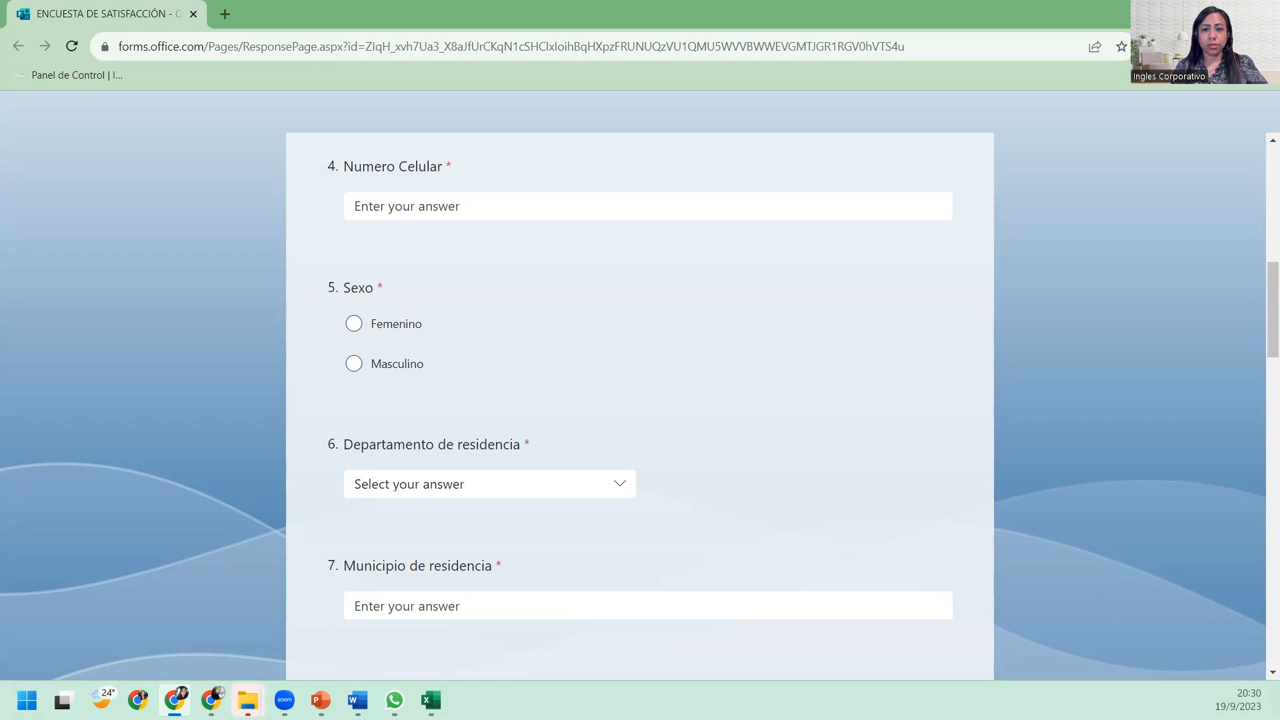 ENCUESTA DE SATISFACCIÓN - C
forms.office.com/Pages/ResponsePage.aspx?id=
Panel de Control | I...
Ingles Corporativo
4. Numero Celular *
Enter your answer
5. Sexo *
Femenino
Masculino
6. Departamento de residencia *
Select your answer
7. Municipio de residencia *
Enter your answer
24°
zoom
20:30
19/9/2023